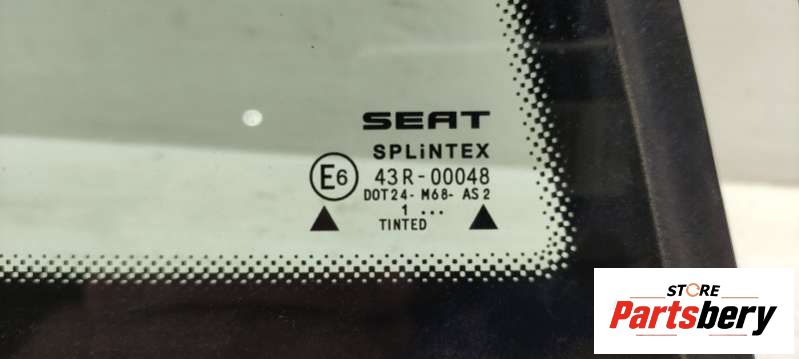 SEAT
SPLiNTEX
E6 43R-00048
DOT24- M68- AS2
1 ...
TINTED
STORE
Partsbery